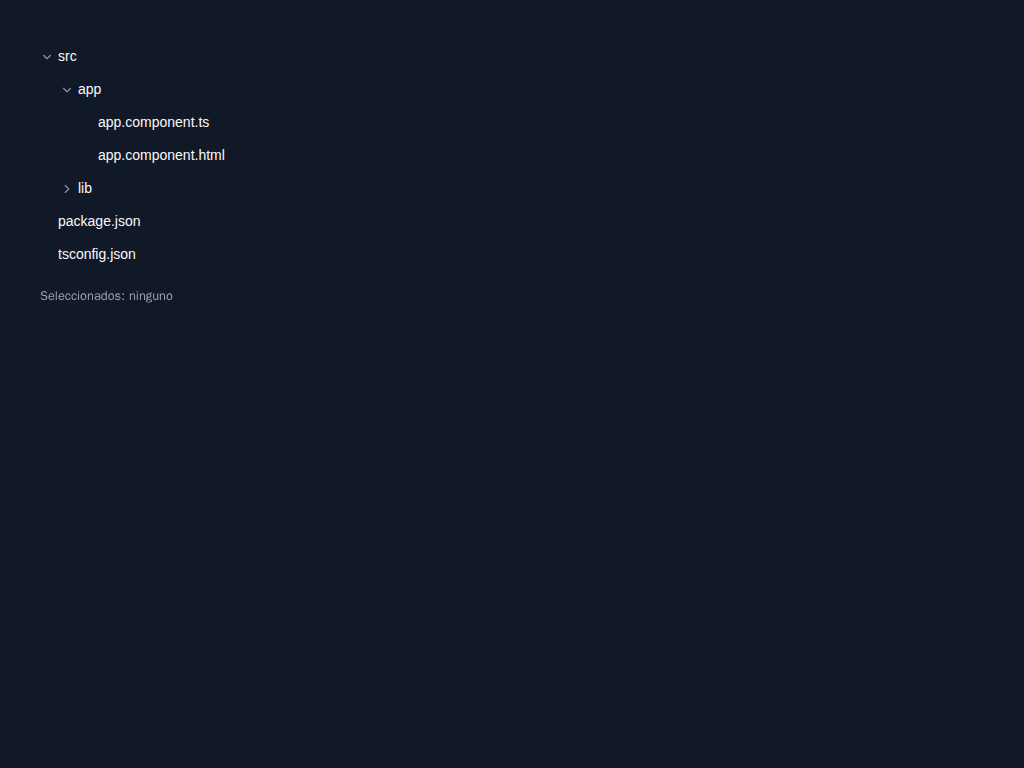 src
app
app.component.ts
app.component.html
lib
package.json
tsconfig.json
Seleccionados: ninguno